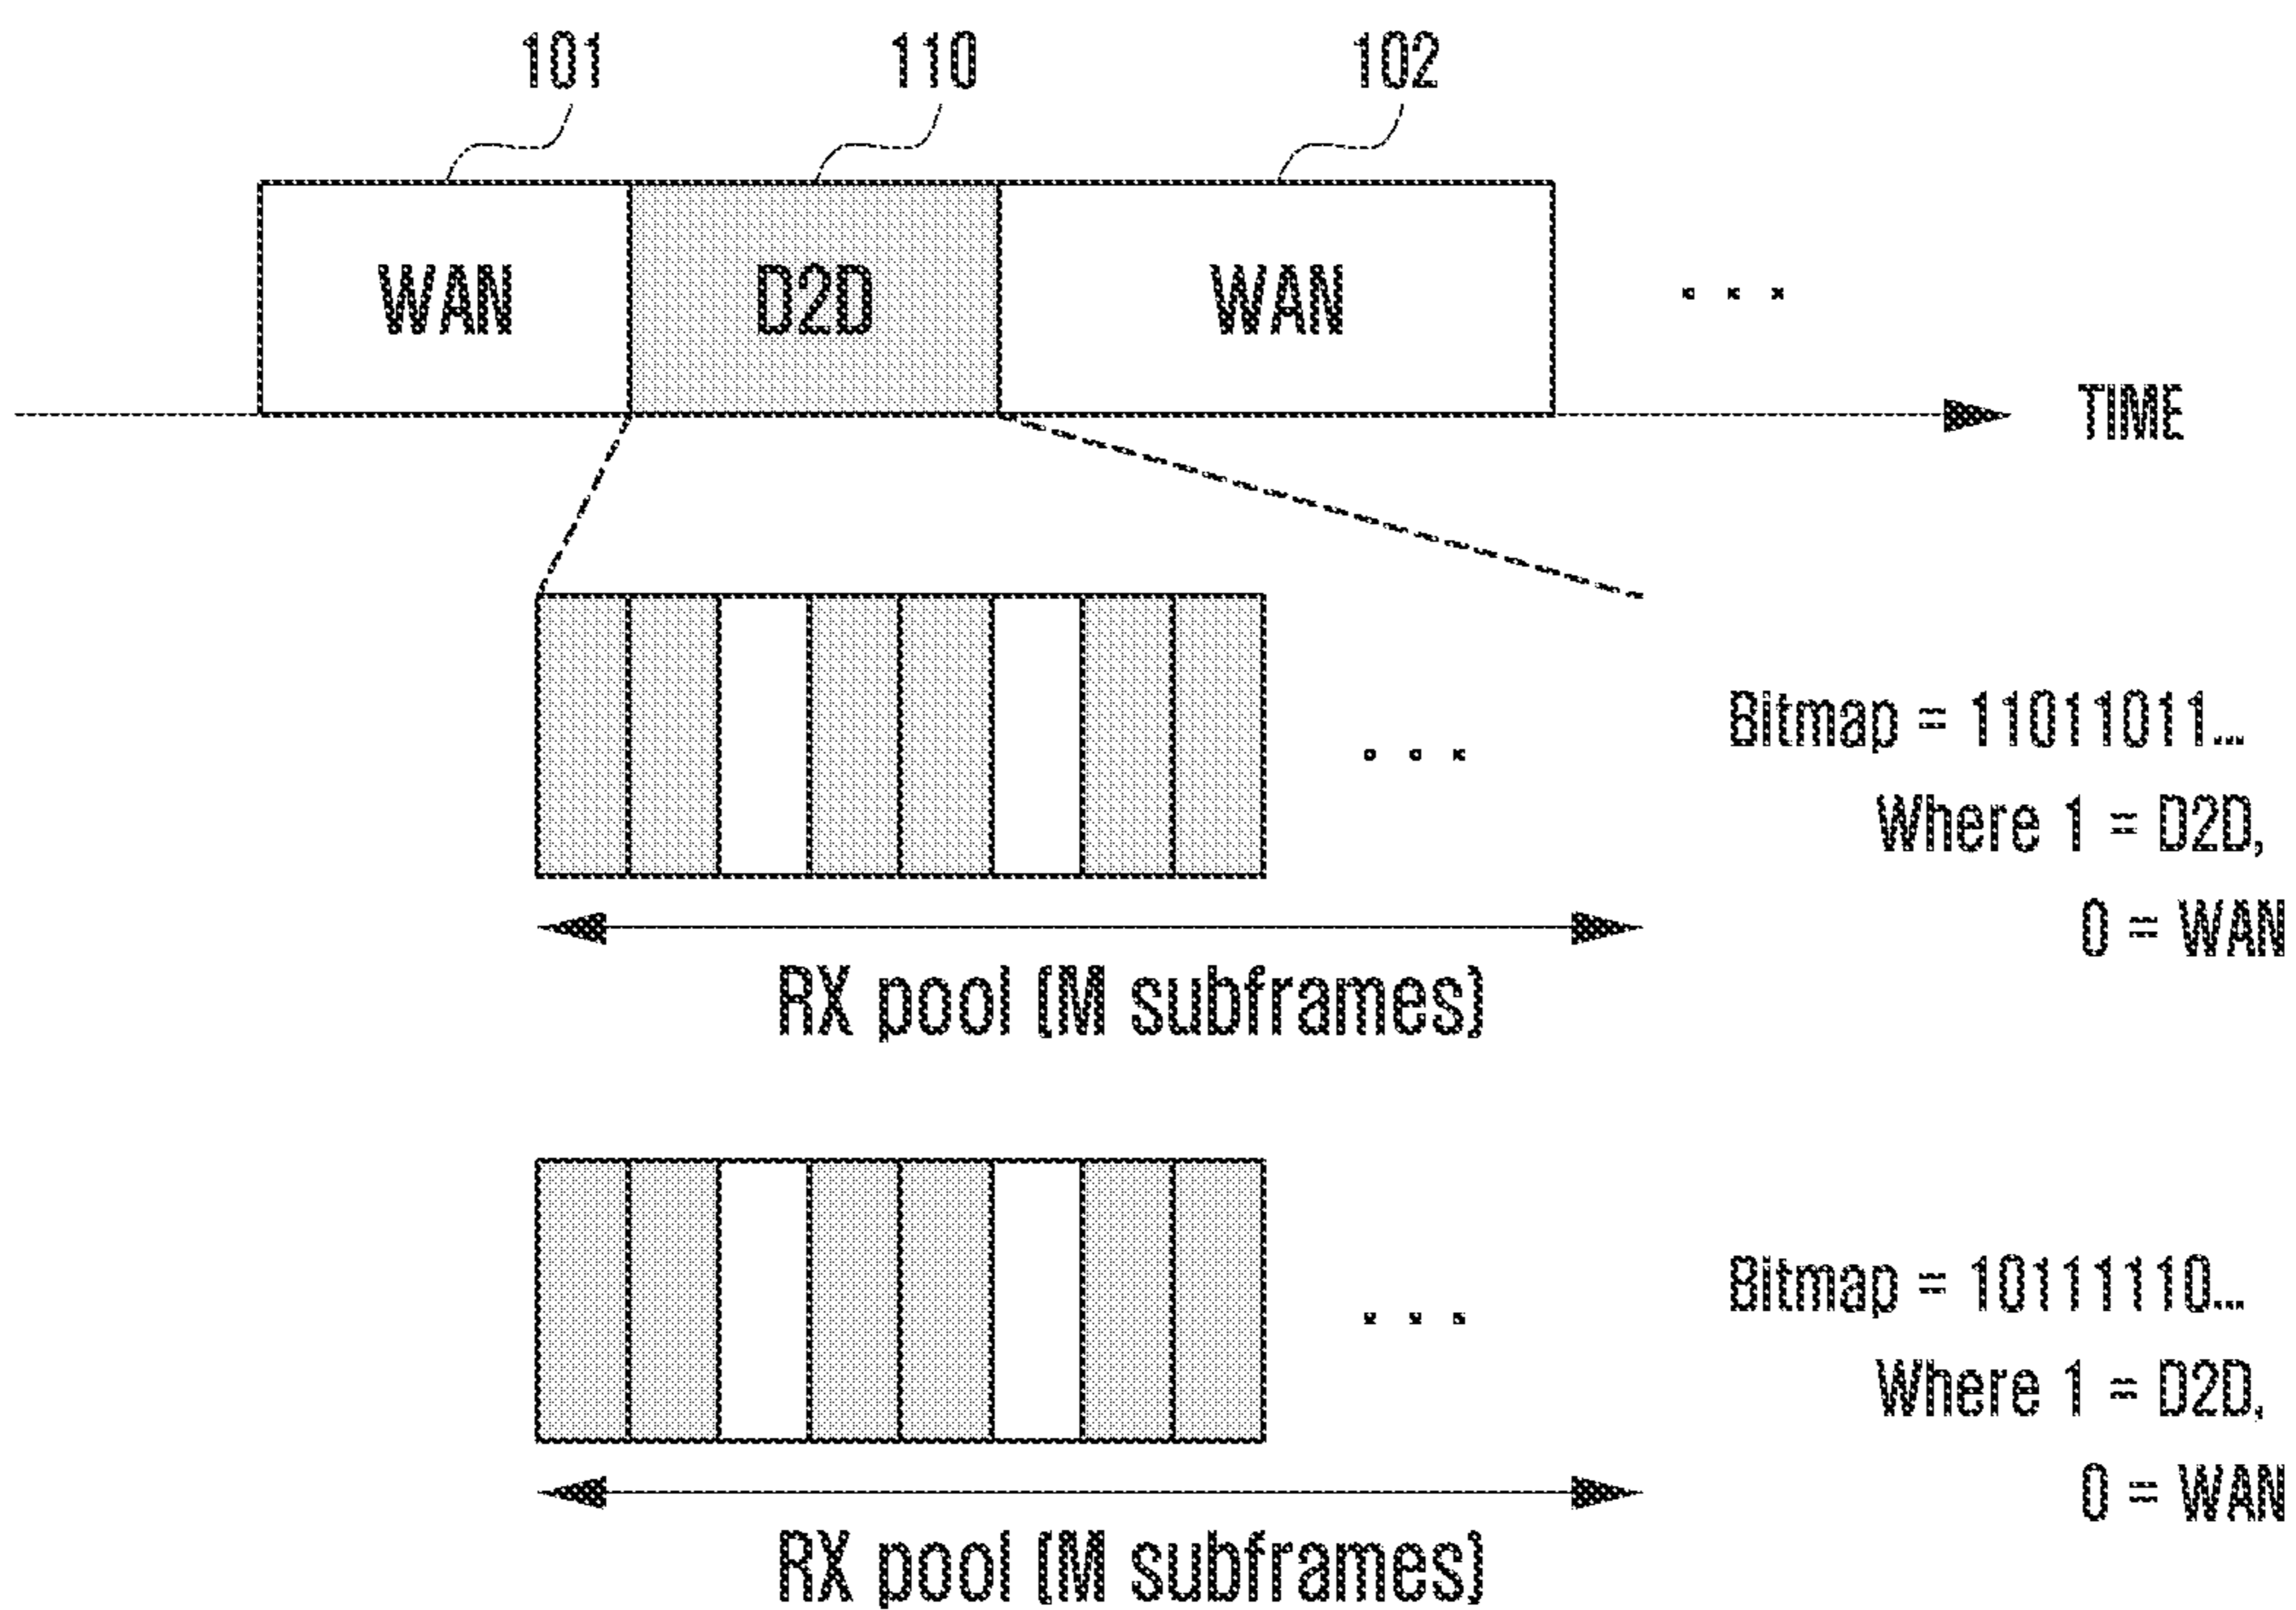 101 110 102
WAN D2D WAN ...
TIME
...
Bitmap = 11011011...
Where 1 = D2D,
0 = WAN
RX pool (M subframes)
...
Bitmap = 10111110...
Where 1 = D2D,
0 = WAN
RX pool (M subframes)